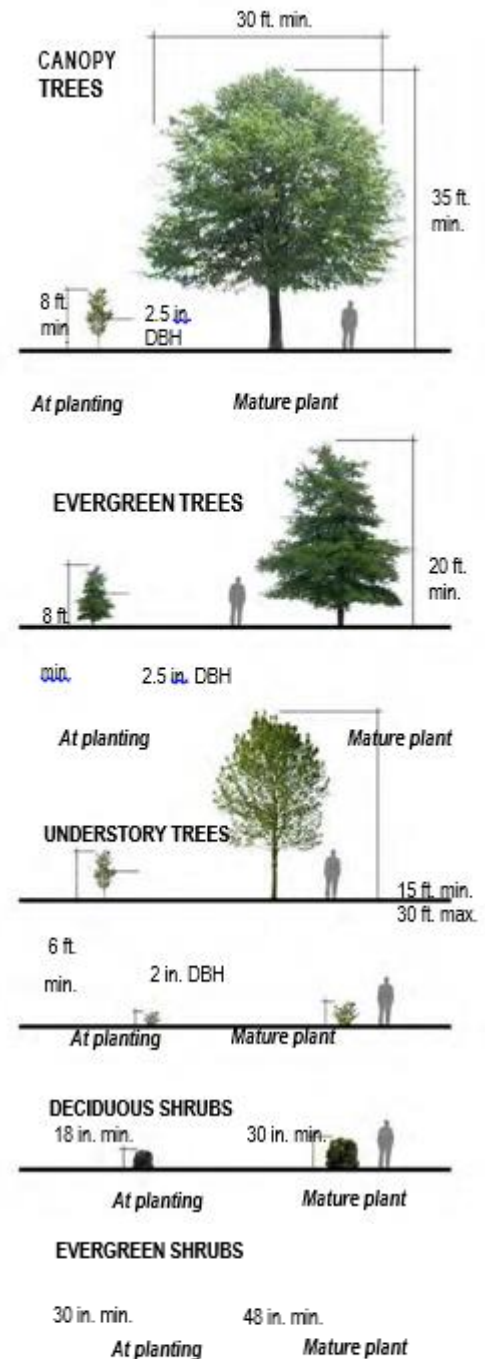 30 ft. min.
CANOPY
TREES
35 ft.
min.
8 ft.
min
2.5 in.
DBH
At planting Mature plant
EVERGREEN TREES
20 ft.
min.
8 ft.
min. 2.5 in. DBH
At planting Mature plant
UNDERSTORY TREES
15 ft. min.
30 ft. max.
6 ft.
min.
2 in. DBH
At planting Mature plant
DECIDUOUS SHRUBS
18 in. min. 30 in. min.
At planting Mature plant
EVERGREEN SHRUBS
30 in. min. 48 in. min.
At planting Mature plant